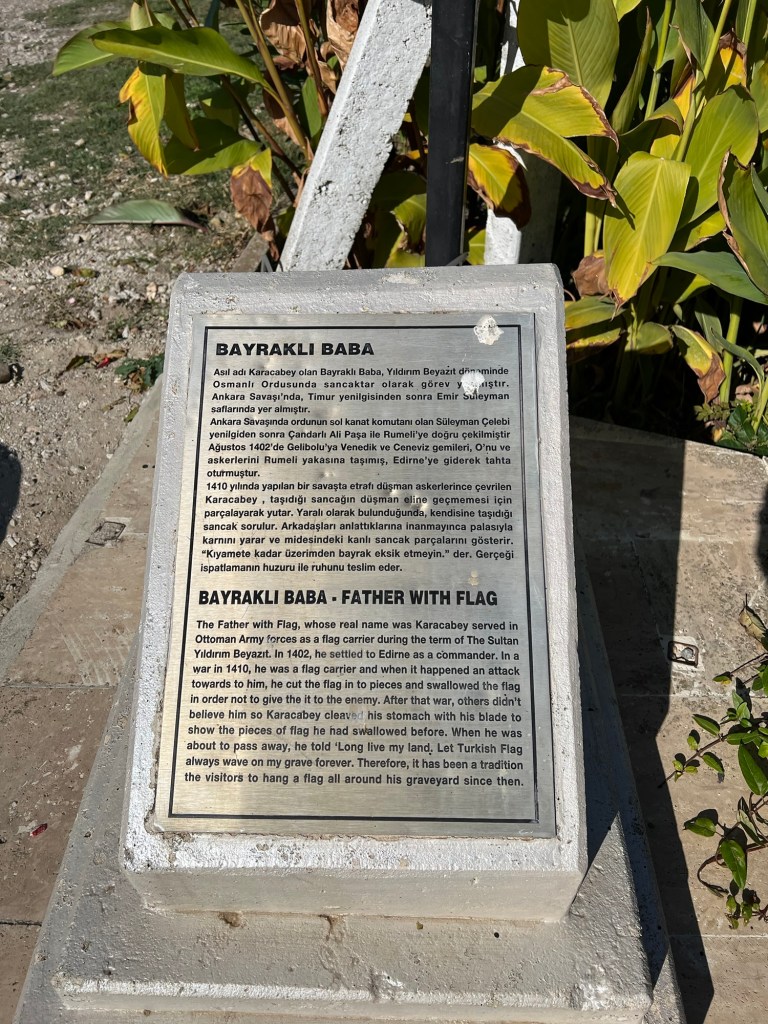 BAYRAKLI BABA
Asıl adı Karacabey olan Bayraklı Baba, Yıldırım Beyazıt döneminde
Osmanlı Ordusunda sancaktar olarak görev yapmıştır.
Ankara Savaşı'nda, Timur yenilgisinden sonra Emir Süleyman
saflarında yer almıştır.
Ankara Savaşında ordunun sol kanat komutanı olan Süleyman Çelebi
yenilgiden sonra Çandarlı Ali Paşa ile Rumeli'ye doğru çekilmiştir
Ağustos 1402'de Gelibolu'ya Venedik ve Ceneviz gemileri, O'nu ve
askerlerini Rumeli yakasına taşımış, Edirne'ye giderek tahta
oturmuştur.
1410 yılında yapılan bir savaşta etrafı düşman askerlerince çevrilen
Karacabey , taşıdığı sancağın düşman eline geçmemesi için
parçalayarak yutar. Yaralı olarak bulunduğunda, kendisine taşıdığı
sancak sorulur. Arkadaşları anlattıklarına inanmayınca palasıyla
karnını yarar ve midesindeki kanlı sancak parçalarını gösterir.
“Kıyamete kadar üzerimden bayrak eksik etmeyin.” der. Gerçeği
ispatlamanın huzuru ile ruhunu teslim eder.
BAYRAKLI BABA - FATHER WITH FLAG
The Father with Flag, whose real name was Karacabey served in
Ottoman Army forces as a flag carrier during the term of The Sultan
Yıldırım Beyazıt. In 1402, he settled to Edirne as a commander. In a
war in 1410, he was a flag carrier and when it happened an attack
towards to him, he cut the flag in to pieces and swallowed the flag
in order not to give the it to the enemy. After that war, others didn't
believe him so Karacabey cleaved his stomach with his blade to
show the pieces of flag he had swallowed before. When he was
about to pass away, he told ‘Long live my land. Let Turkish Flag
always wave on my grave forever. Therefore, it has been a tradition
the visitors to hang a flag all around his graveyard since then.